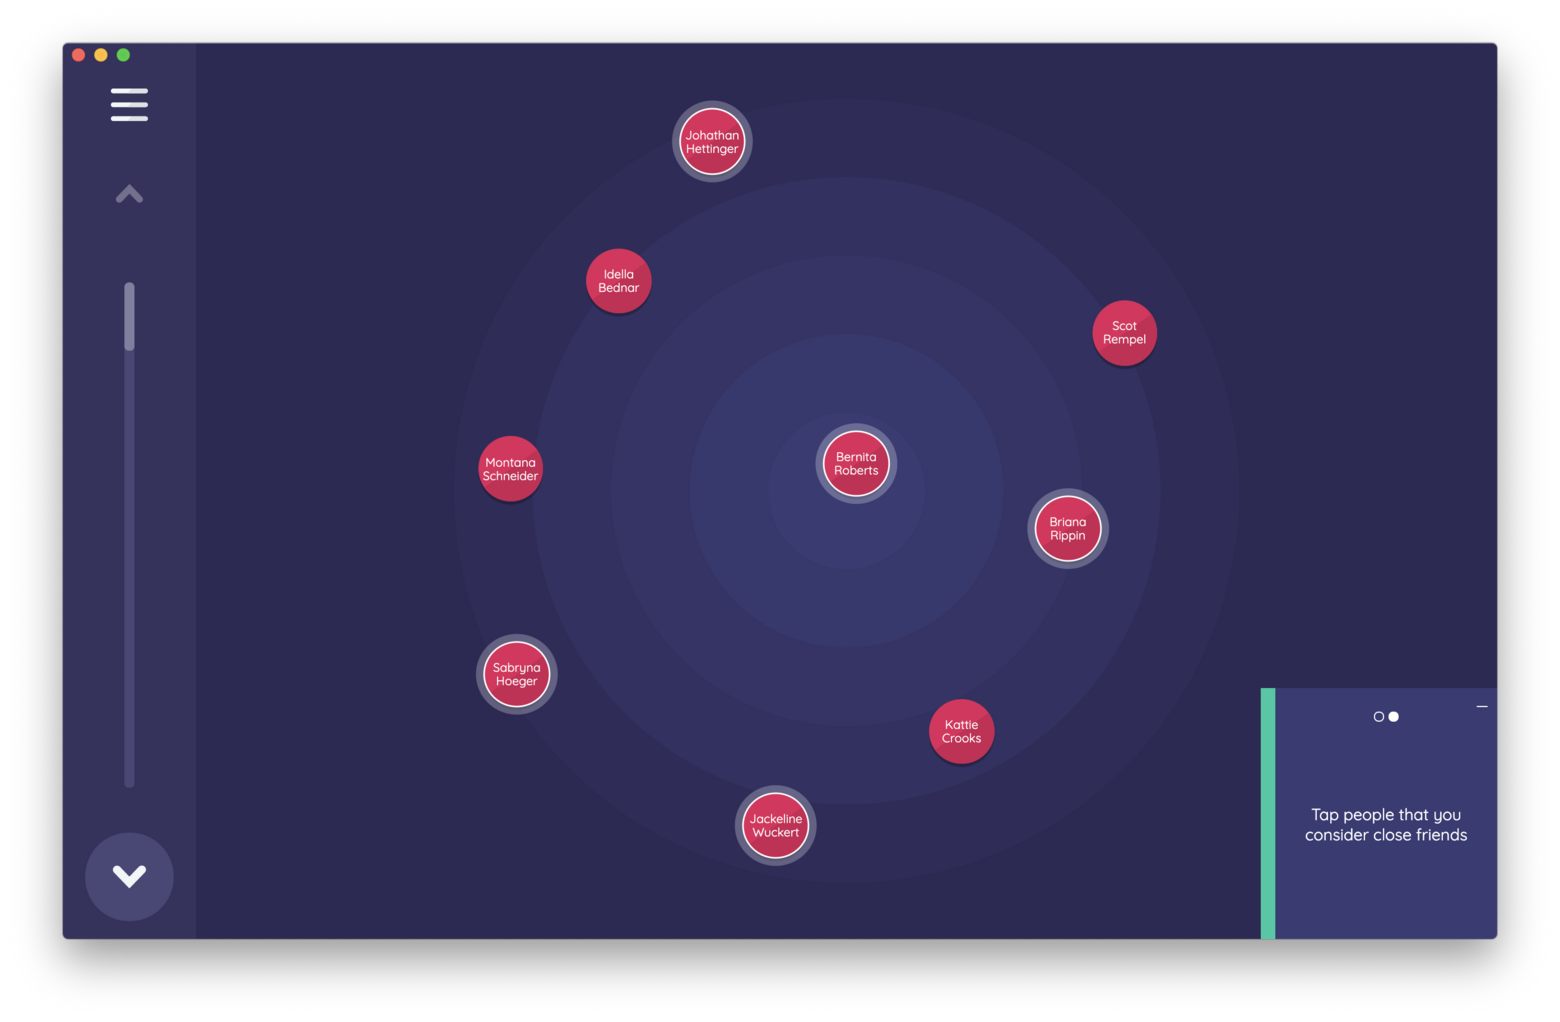 Johathan
Hettinger
Idella
Bednar
Scot
Rempel
Montana
Schneider
Bernita
Roberts
Briana
Rippin
Sabryna
Hoeger
Kattie
Crooks
Jackeline
Wuckert
Tap people that you
consider close friends